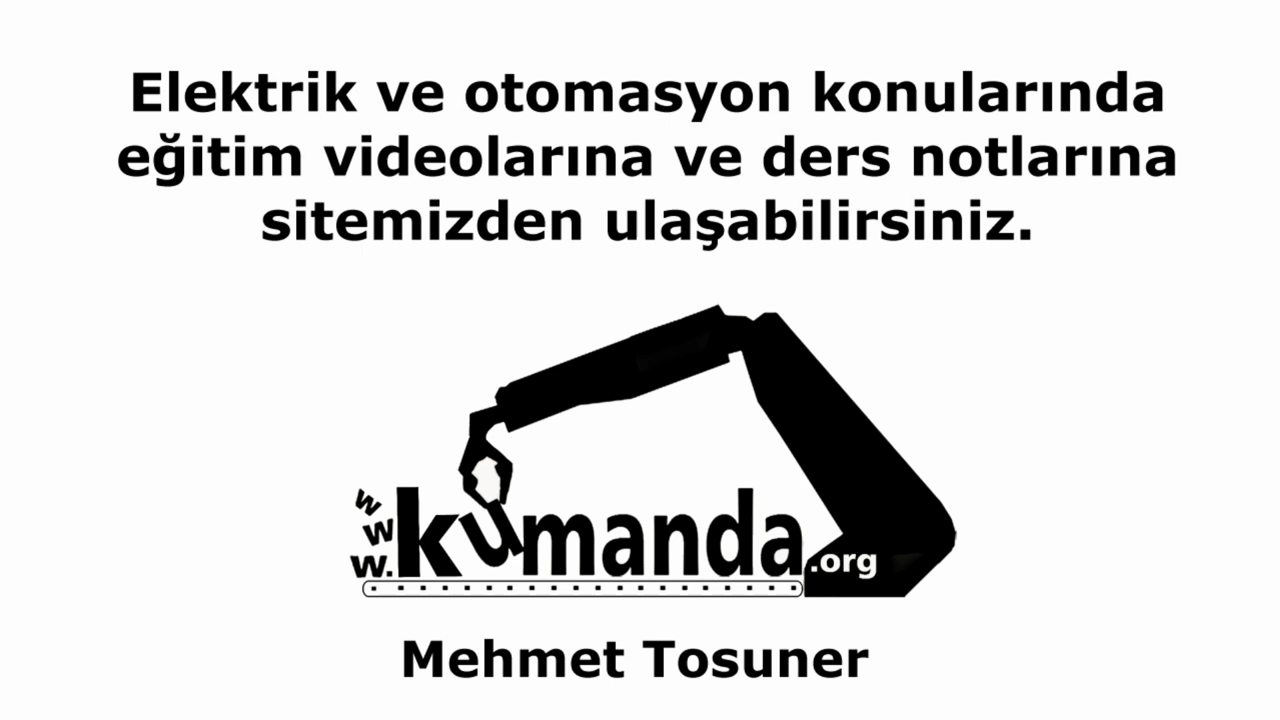 Elektrik ve otomasyon konularında
eğitim videolarına ve ders notlarına
sitemizden ulaşabilirsiniz.
www.kumanda.org
Mehmet Tosuner